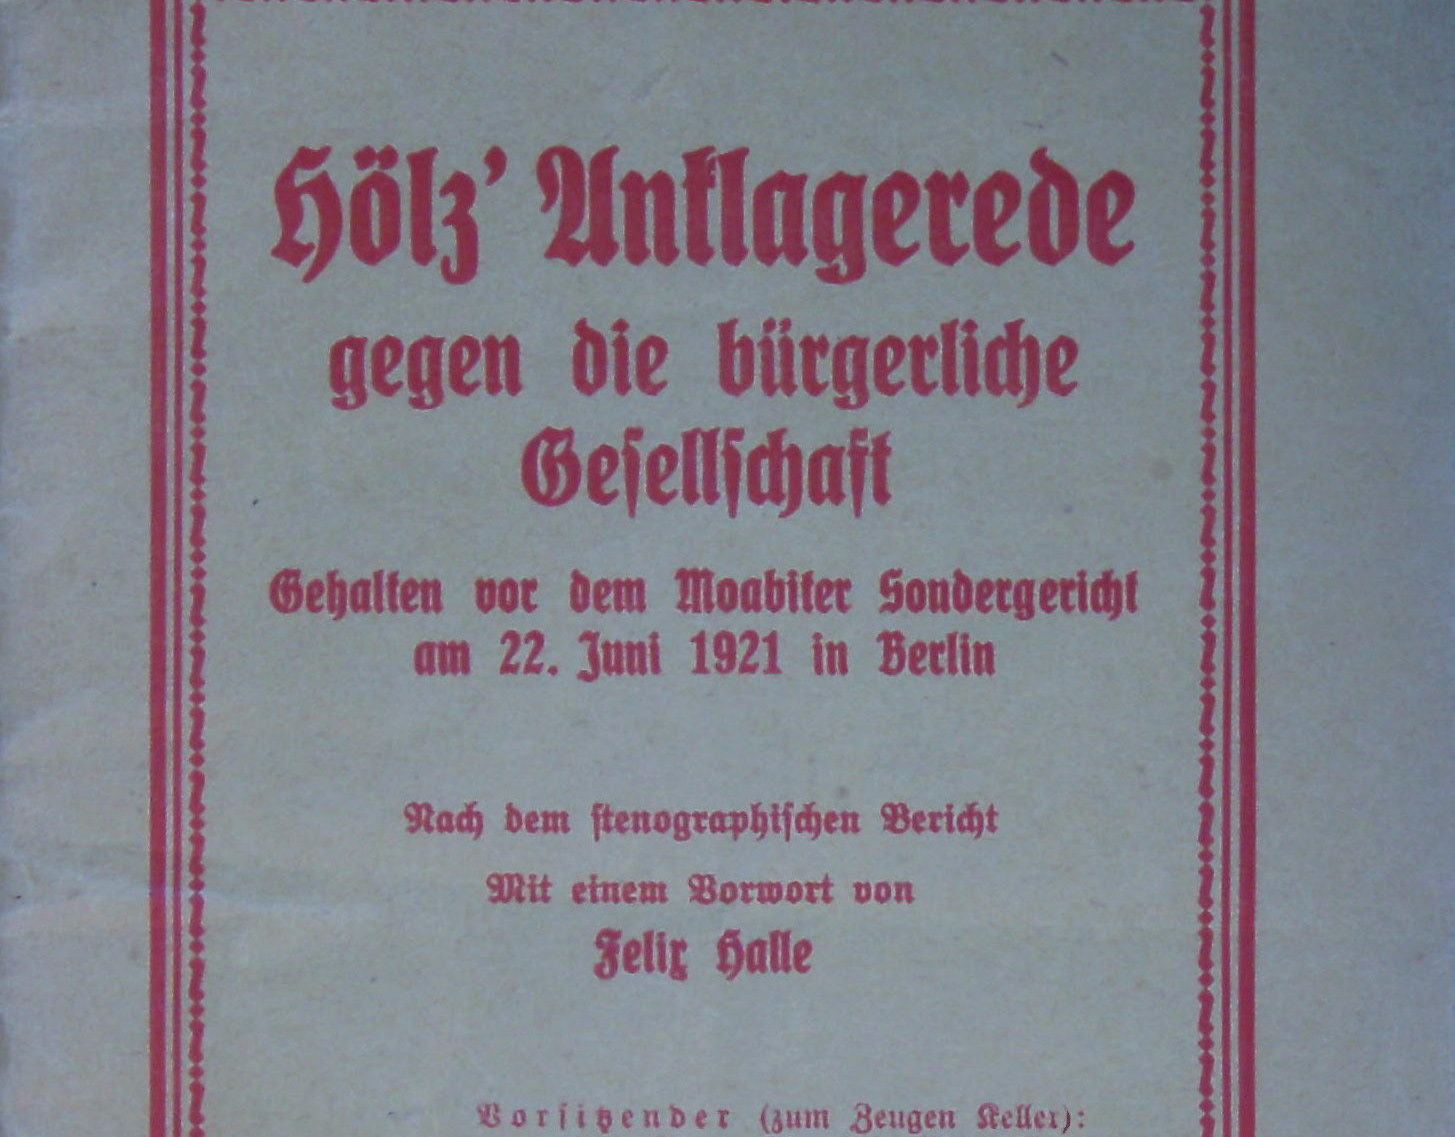 Hölz’ Anklagerede
gegen die bürgerliche
Gesellschaft
Gehalten vor dem Moabiter Sondergericht
am 22. Juni 1921 in Berlin
Nach dem stenographischen Bericht
Mit einem Vorwort von
Felix Halle
Vorsitzender (zum Zeugen Keller):